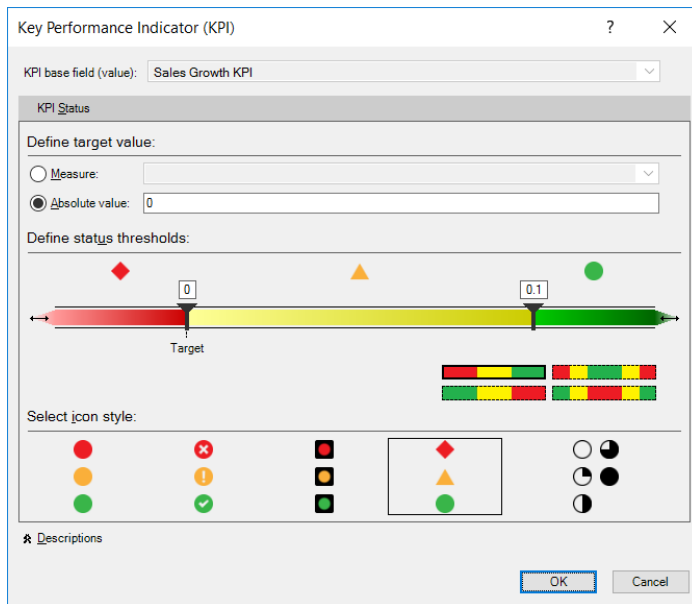 Key Performance Indicator (KPI)
?
KPI base field (value): Sales Growth KPI
KPI Status
Define target value:
Measure:
Absolute value: 0
Define status thresholds:
0 0.1
Target
Select icon style:
Descriptions
OK Cancel